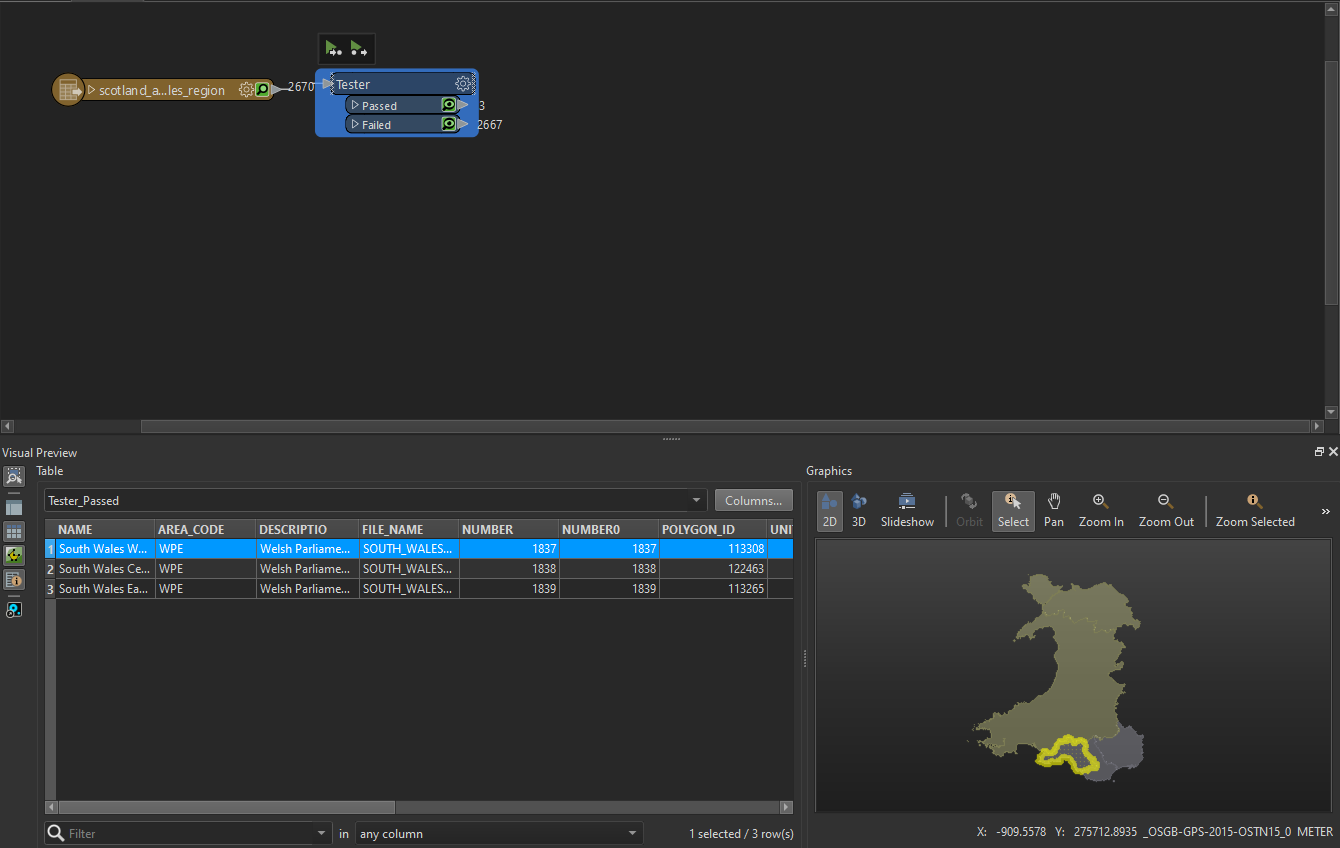 scotland_a...les_region
2670
Tester
Passed
3
Failed
2667
Visual Preview
Table
Tester_Passed
Columns...
NAME AREA_CODE DESCRIPTIO FILE_NAME NUMBER NUMBER0 POLYGON_ID UNI
1 South Wales W... WPE Welsh Parliame... SOUTH_WALES... 1837 1837 113308
2 South Wales Ce... WPE Welsh Parliame... SOUTH_WALES... 1838 1838 122463
3 South Wales Ea... WPE Welsh Parliame... SOUTH_WALES... 1839 1839 113265
Filter in any column 1 selected / 3 row(s)
Graphics
2D 3D Slideshow Orbit Select Pan Zoom In Zoom Out Zoom Selected »
X: -909.5578 Y: 275712.8935 _OSGB-GPS-2015-OSTN15_0 METER